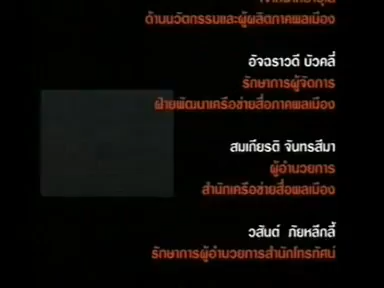 ด้านนวัตกรรมและผู้ผลิตภาคพลเมือง
อัจฉราวดี บัวคลี่
รักษาการผู้จัดการ
ฝ่ายพัฒนาเครือข่ายสื่อภาคพลเมือง
สมเกียรติ จันทรสีมา
ผู้อำนวยการ
สำนักเครือข่ายสื่อพลเมือง
วสันต์ ภัยหลีกลี้
รักษาการผู้อำนวยการสำนักโทรทัศน์